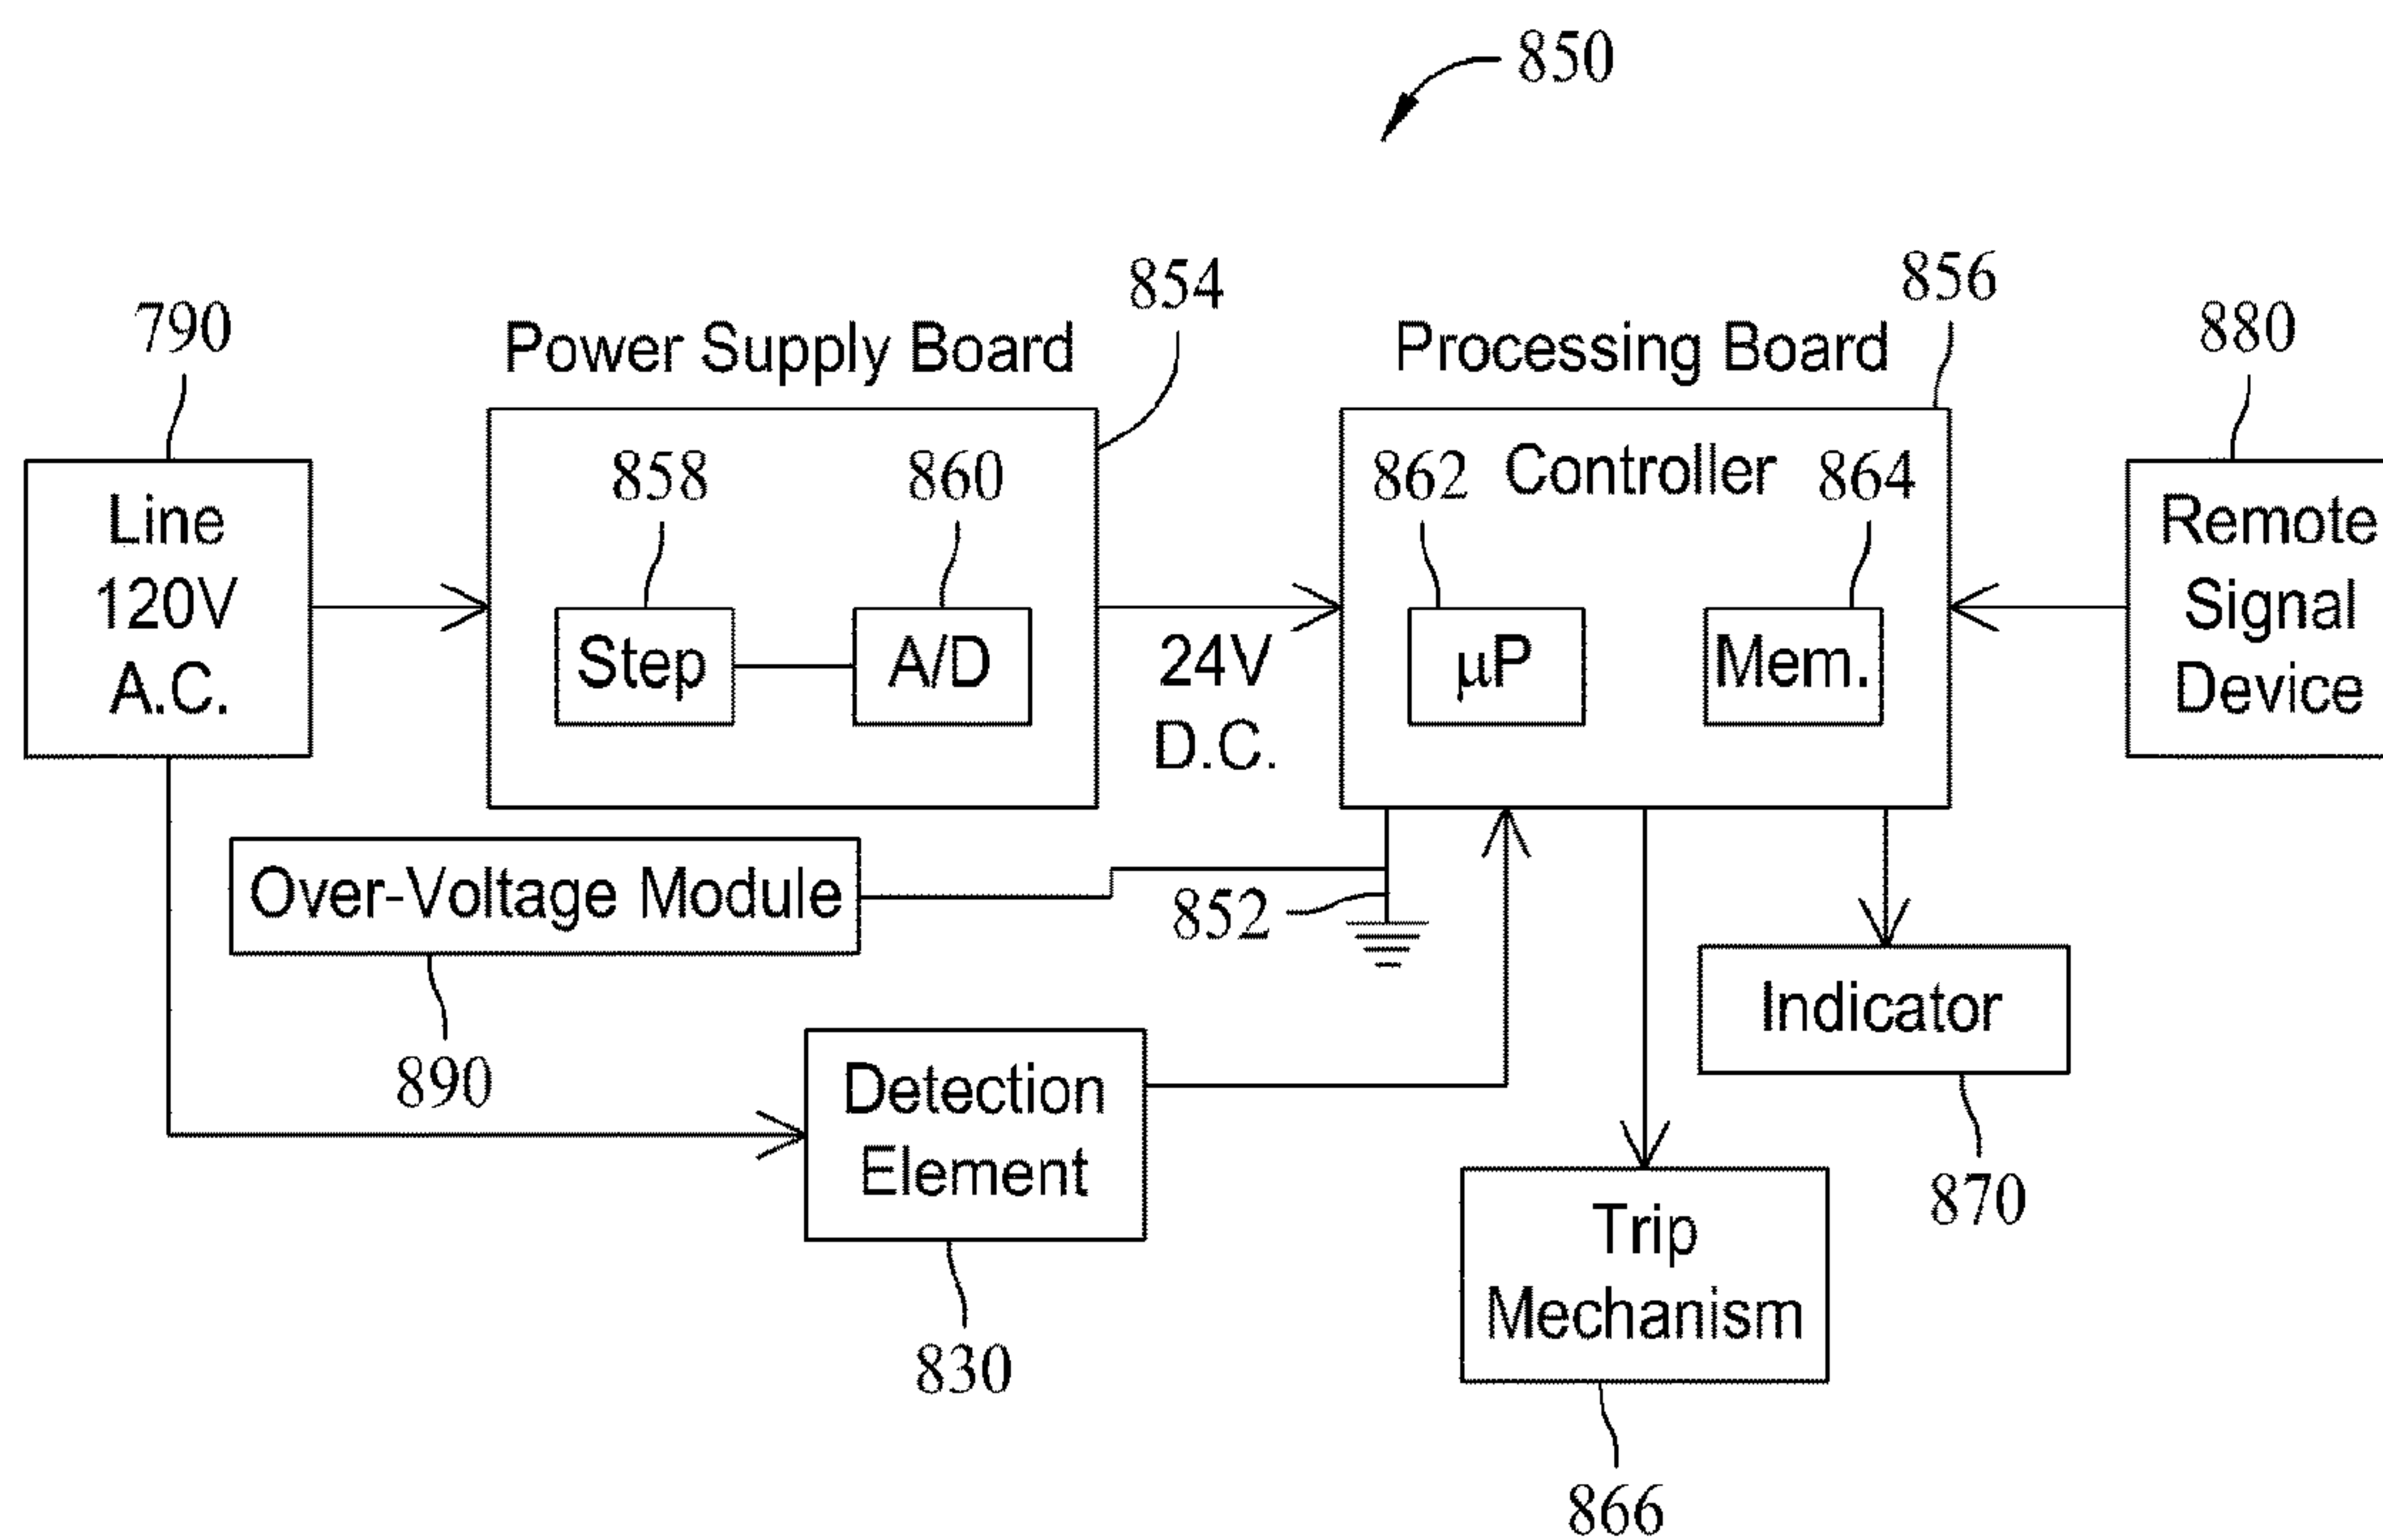 850
854
856
790
880
Power Supply Board
Processing Board
858
860
862
Controller
864
Line
120V
A.C.
Step
A/D
24V
D.C.
µP
Mem.
Remote
Signal
Device
Over-Voltage Module
852
890
Detection
Element
Indicator
870
830
Trip
Mechanism
866